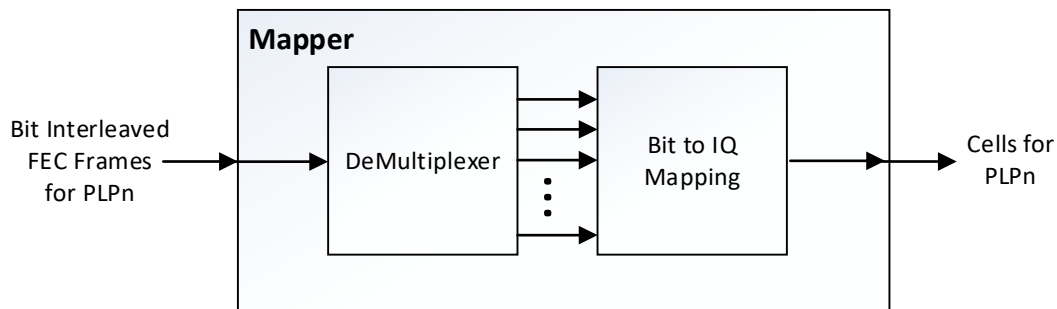 Mapper
Bit Interleaved
FEC Frames
for PLPn
DeMultiplexer
Bit to IQ
Mapping
Cells for
PLPn